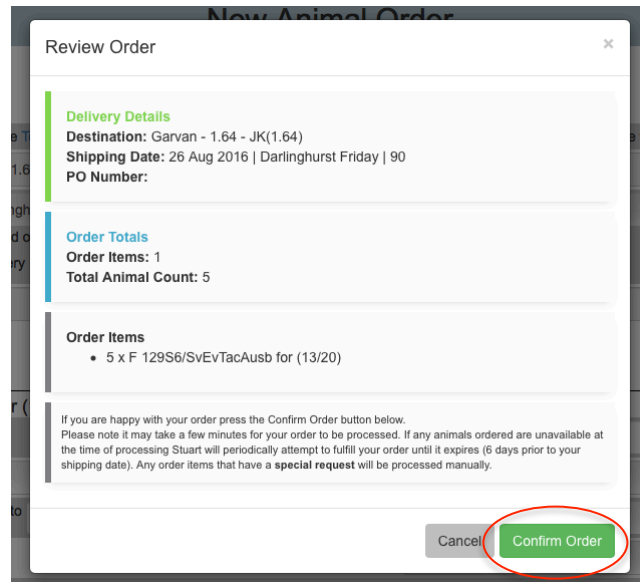 New Animal Order
Review Order ×
Delivery Details
Destination: Garvan - 1.64 - JK(1.64)
Shipping Date: 26 Aug 2016 | Darlinghurst Friday | 90
PO Number:
Order Totals
Order Items: 1
Total Animal Count: 5
Order Items
• 5 x F 129S6/SvEvTacAusb for (13/20)
If you are happy with your order press the Confirm Order button below.
Please note it may take a few minutes for your order to be processed. If any animals ordered are unavailable at
the time of processing Stuart will periodically attempt to fulfill your order until it expires (6 days prior to your
shipping date). Any order items that have a special request will be processed manually.
Cancel Confirm Order